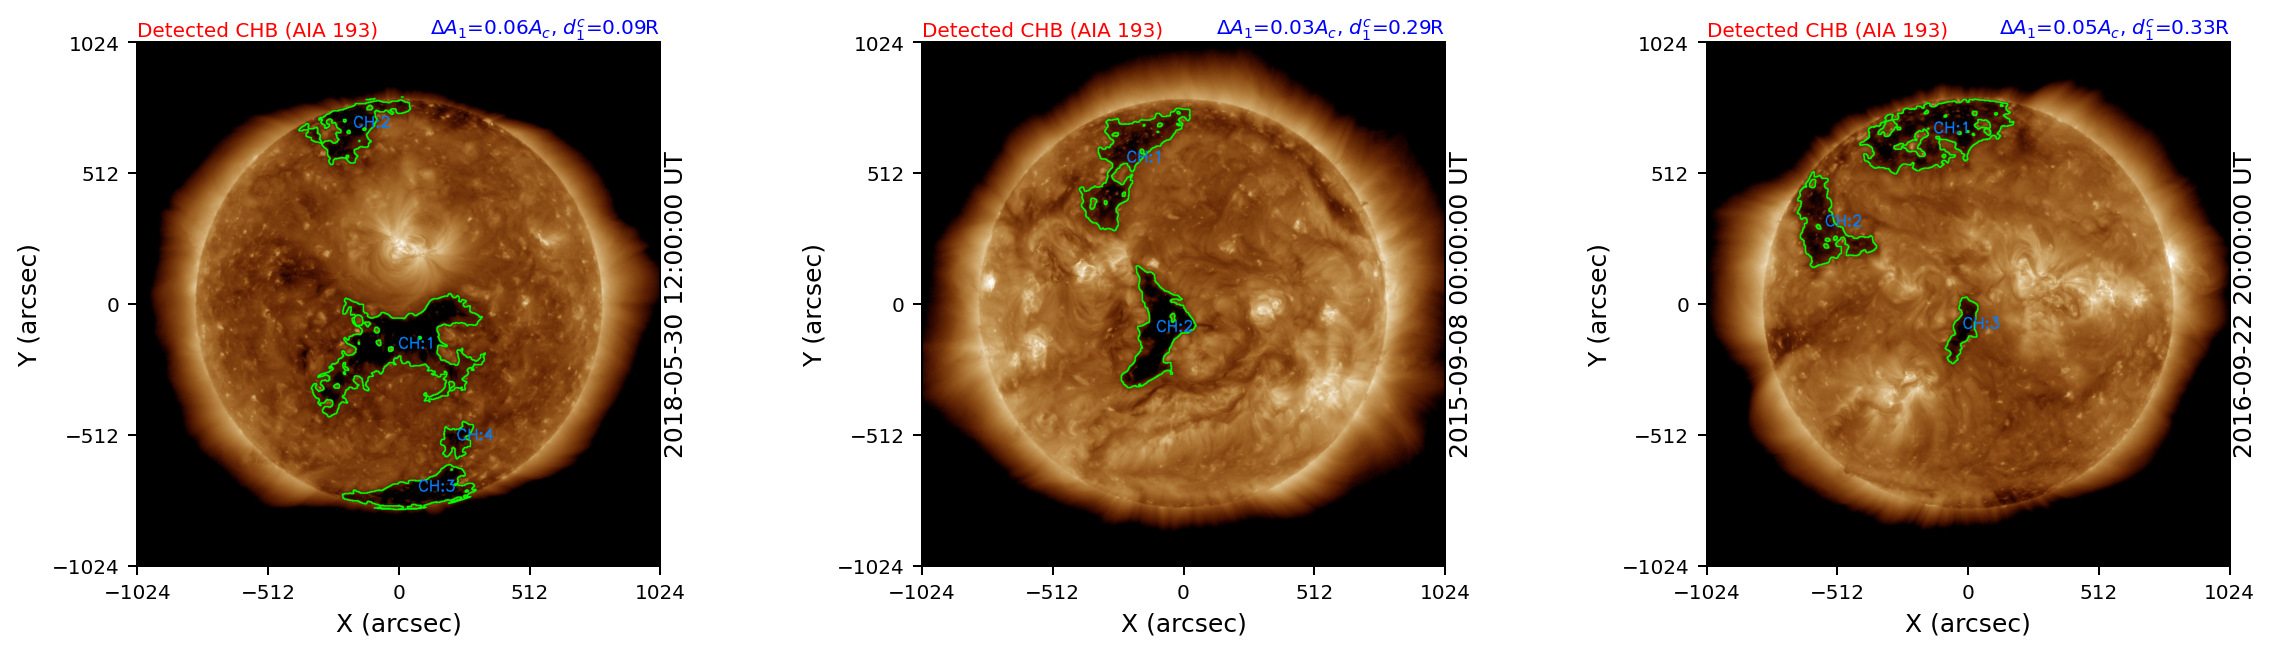 Detected CHB (AIA 193) ΔA₁=0.06A_c, d₁ᶜ=0.09R
1024
512
0
−512
−1024
Y (arcsec)
CH:2
CH:1
CH:4
CH:3
−1024 −512 0 512 1024
X (arcsec)
2018-05-30 12:00:00 UT
Detected CHB (AIA 193) ΔA₁=0.03A_c, d₁ᶜ=0.29R
1024
512
0
−512
−1024
Y (arcsec)
CH:1
CH:2
−1024 −512 0 512 1024
X (arcsec)
2015-09-08 00:00:00 UT
Detected CHB (AIA 193) ΔA₁=0.05A_c, d₁ᶜ=0.33R
1024
512
0
−512
−1024
Y (arcsec)
CH:1
CH:2
CH:3
−1024 −512 0 512 1024
X (arcsec)
2016-09-22 20:00:00 UT